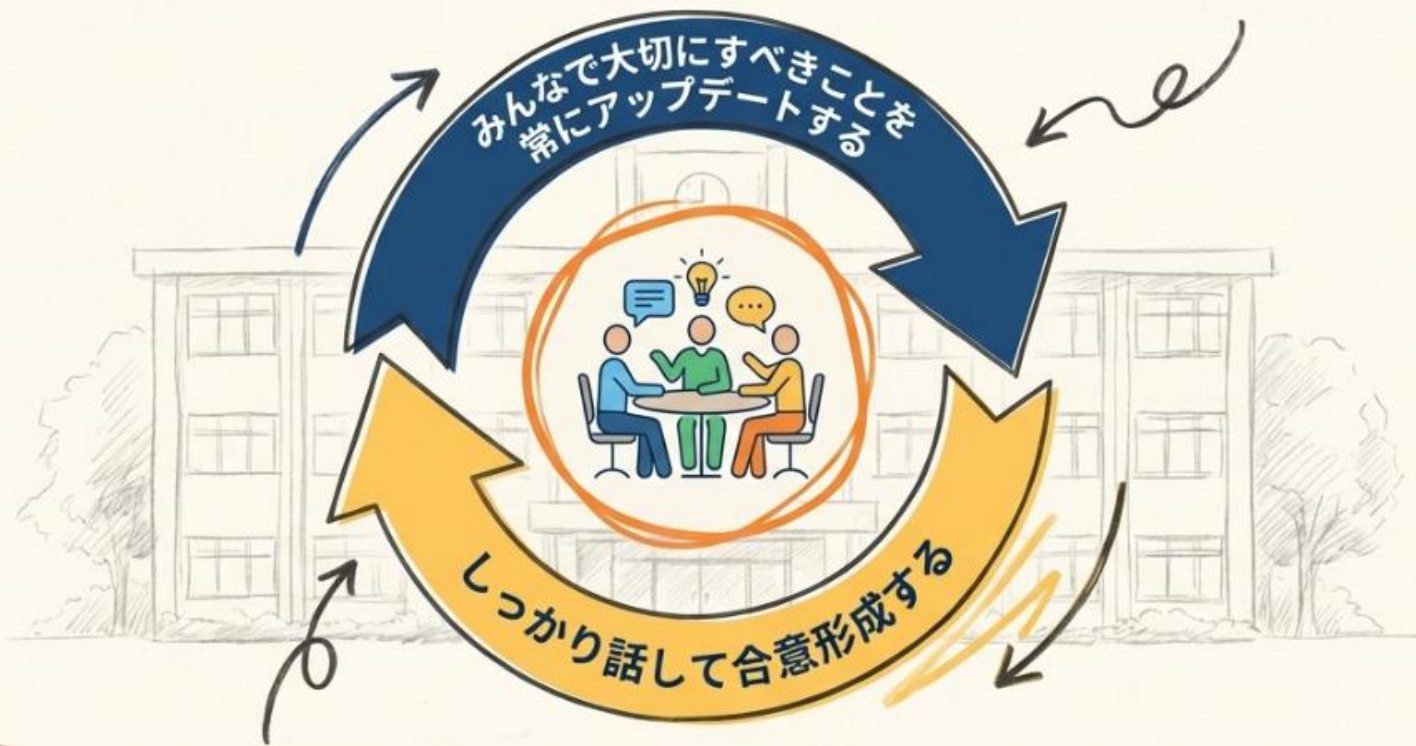 みんなで大切にすべきことを
常にアップデートする
しっかり話して合意形成する